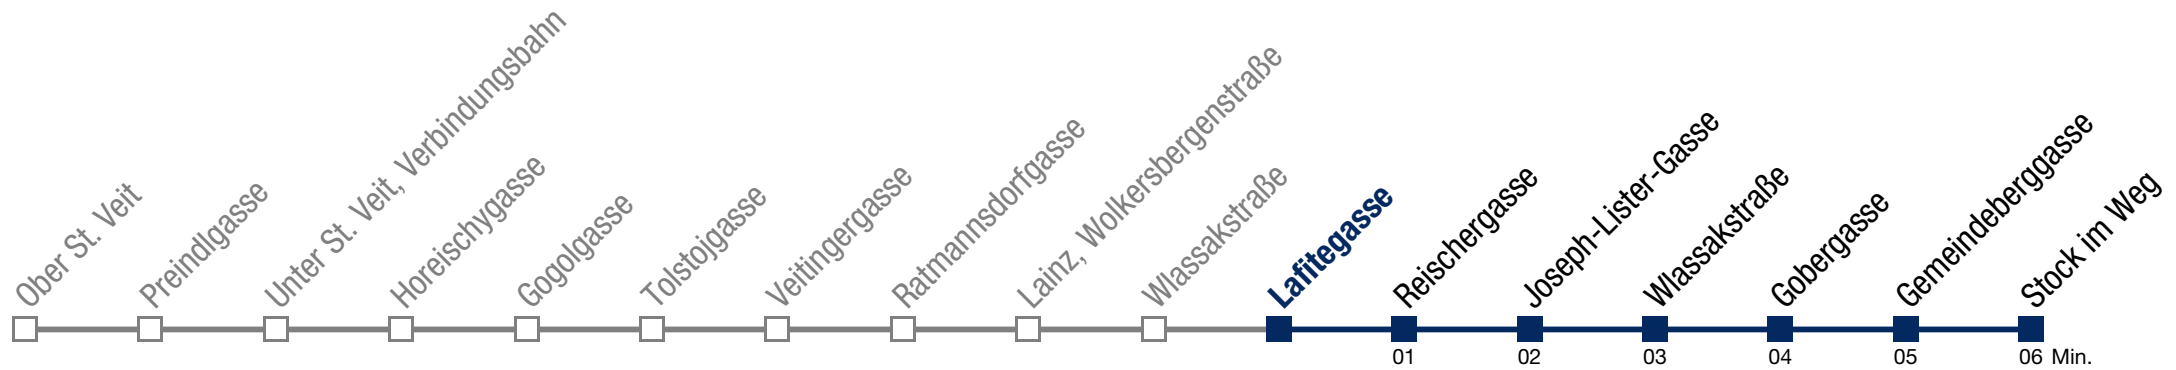 Ober St. Veit
Preindlgasse
Unter St. Veit, Verbindungsbahn
Horeischygasse
Gogolgasse
Tolstojgasse
Veitingergasse
Ratmannsdorfgasse
Lainz, Wolkersbergenstraße
Wlassakstraße
Lafitegasse
Reischergasse
Joseph-Lister-Gasse
Wlassakstraße
Gobergasse
Gemeindeberggasse
Stock im Weg
01 02 03 04 05 06 Min.